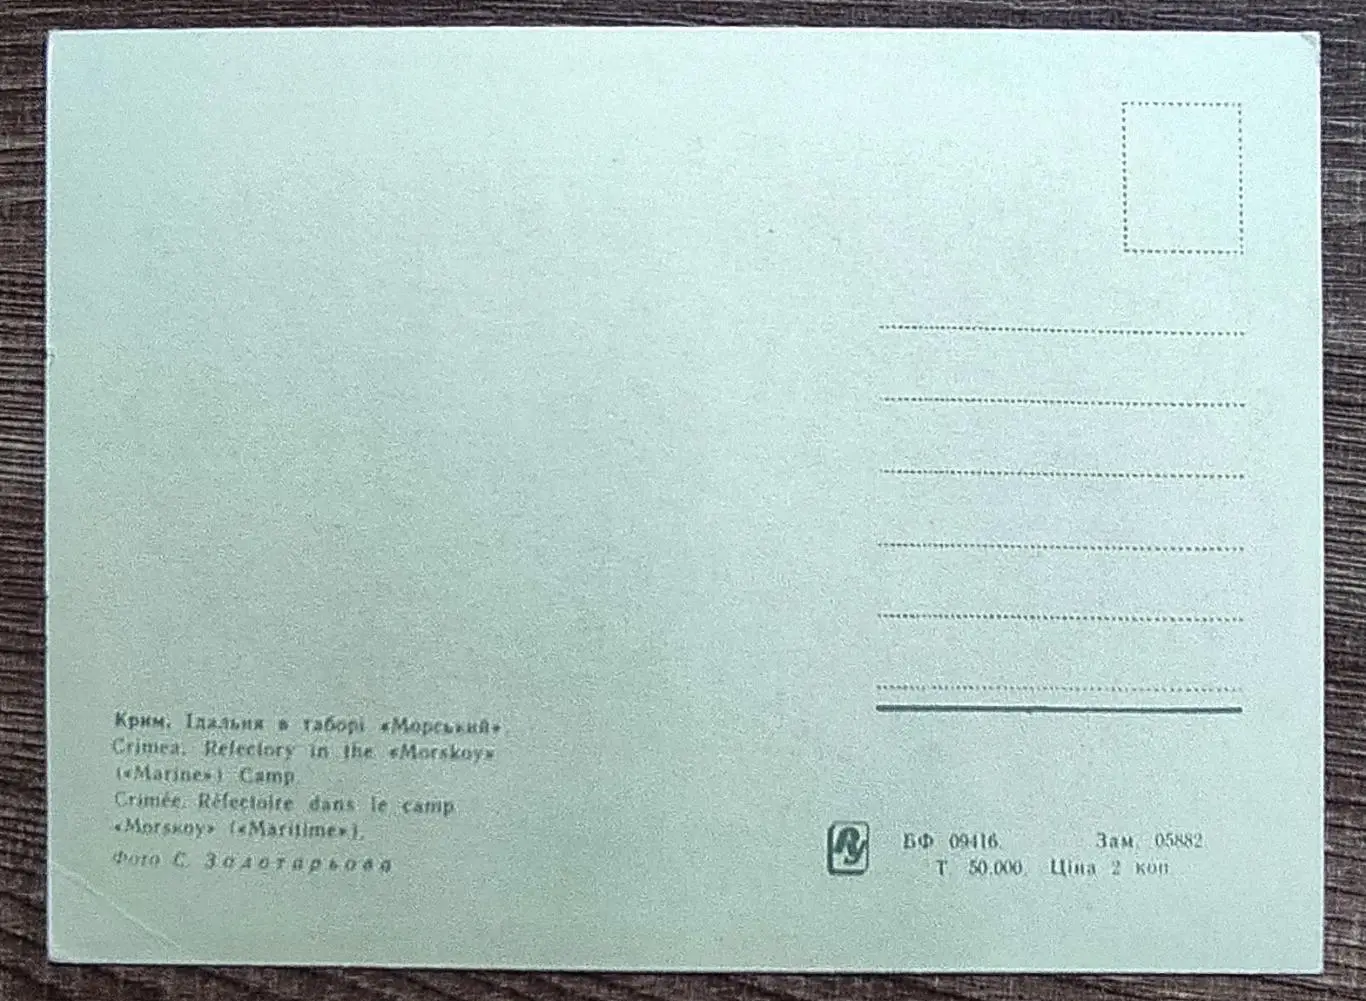 Крим. Їдальня в таборі «Морський».
Crimea. Refectory in the «Morskoy»
(«Marine») Camp.
Crimée. Réfectoire dans le camp
«Morskoy» («Maritime»).
Фото С. Золотарьова
БФ 09416. Зам. 05882.
Т 50.000. Ціна 2 коп.